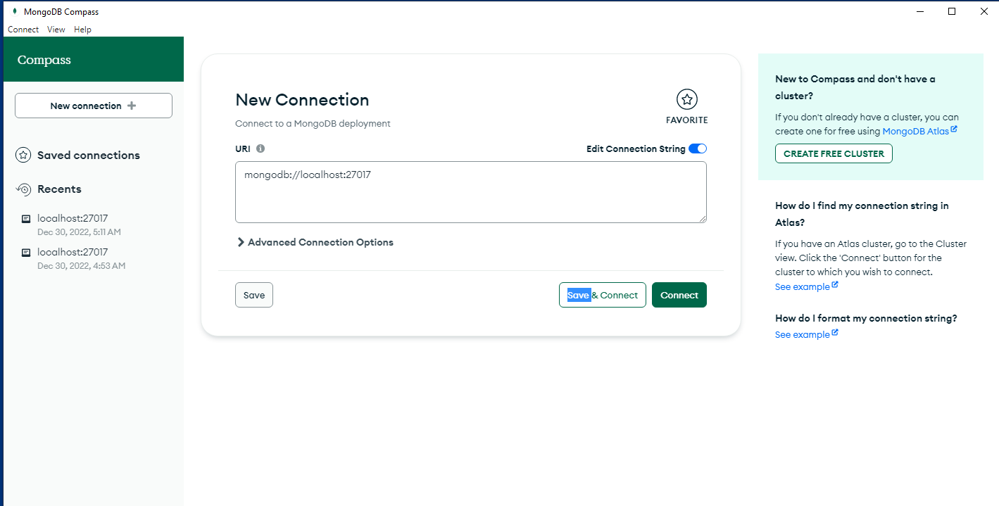 MongoDB Compass
Connect View Help
Compass
New connection
Saved connections
Recents
localhost:27017
Dec 30, 2022, 5:11 AM
localhost:27017
Dec 30, 2022, 4:53 AM
New Connection
Connect to a MongoDB deployment
FAVORITE
URI
Edit Connection String
mongodb://localhost:27017
Advanced Connection Options
Save
Save & Connect
Connect
New to Compass and don't have a
cluster?
If you don't already have a cluster, you can
create one for free using MongoDB Atlas
CREATE FREE CLUSTER
How do I find my connection string in
Atlas?
If you have an Atlas cluster, go to the Cluster
view. Click the 'Connect' button for the
cluster to which you wish to connect.
See example
How do I format my connection string?
See example